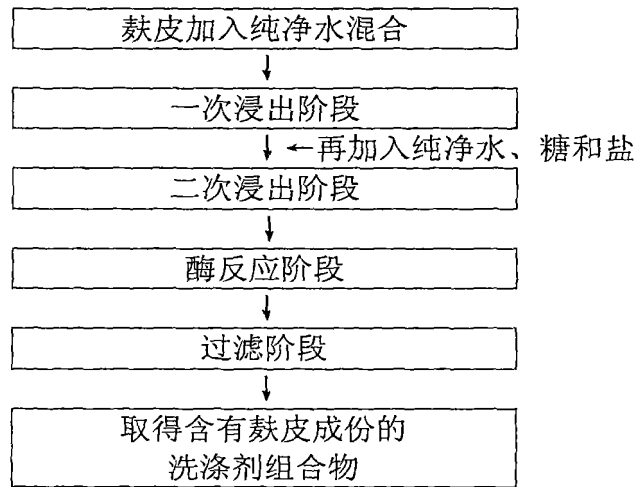 麸皮加入纯净水混合
一次浸出阶段
←再加入纯净水、糖和盐
二次浸出阶段
酶反应阶段
过滤阶段
取得含有麸皮成份的
洗涤剂组合物